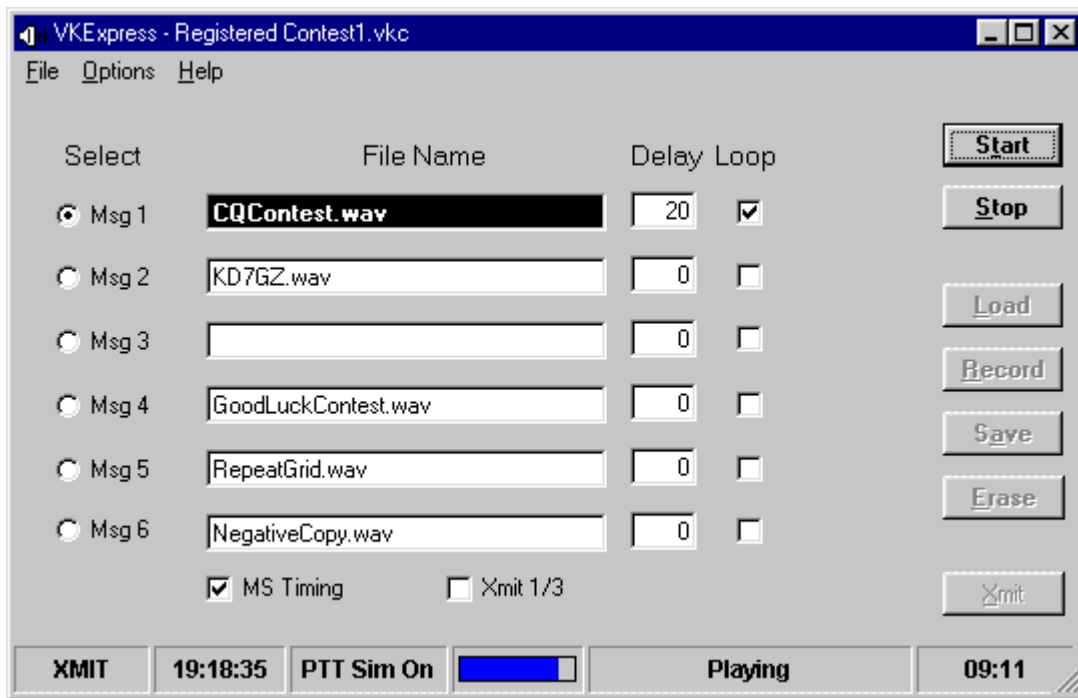 VKExpress - Registered Contest1.vkc
File Options Help
Select File Name Delay Loop
Start
Msg 1 CQContest.wav 20
Stop
Msg 2 KD7GZ.wav 0
Load
Msg 3 0
Record
Msg 4 GoodLuckContest.wav 0
Save
Msg 5 RepeatGrid.wav 0
Erase
Msg 6 NegativeCopy.wav 0
MS Timing Xmit 1/3
Xmit
XMIT 19:18:35 PTT Sim On Playing 09:11